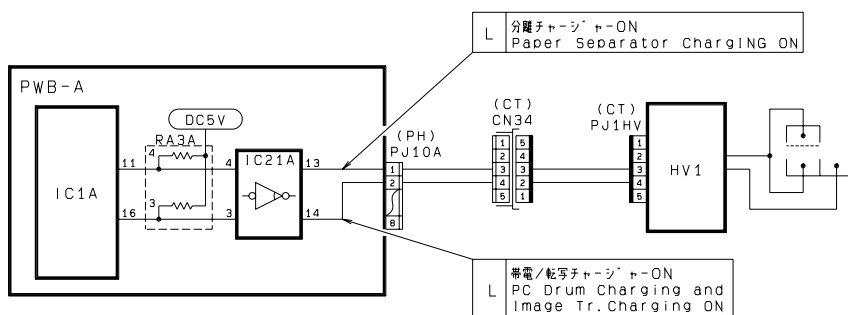 L
分離チャージャーON
Paper Separator ChargING ON
PWB-A
DC5V
RA3A
IC1A
11
4
4
IC21A
13
16
3
3
14
(PH)
PJ10A
1
2
8
(CT)
CN34
1 5
2 4
3 3
4 2
5 1
(CT)
PJ1HV
1
2
3
4
5
HV1
L
帯電/転写チャージャーON
PC Drum Charging and
Image Tr.Charging ON